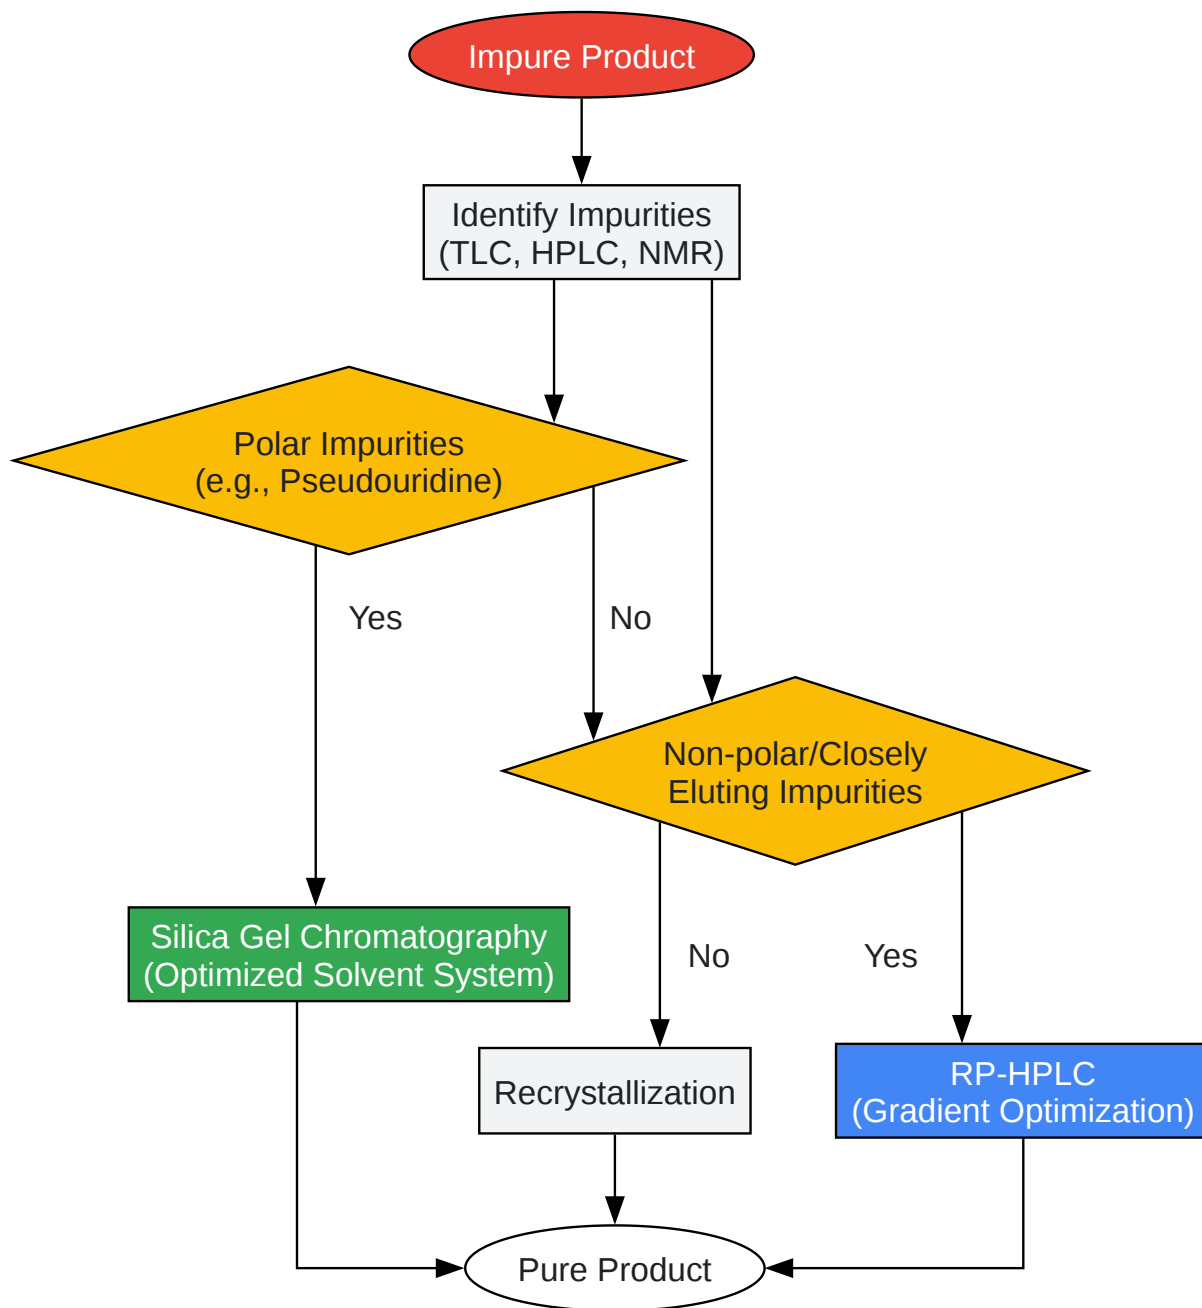 Impure Product
Identify Impurities
(TLC, HPLC, NMR)
Polar Impurities
(e.g., Pseudouridine)
Yes
No
Non-polar/Closely
Eluting Impurities
Silica Gel Chromatography
(Optimized Solvent System)
No
Yes
Recrystallization
RP-HPLC
(Gradient Optimization)
Pure Product